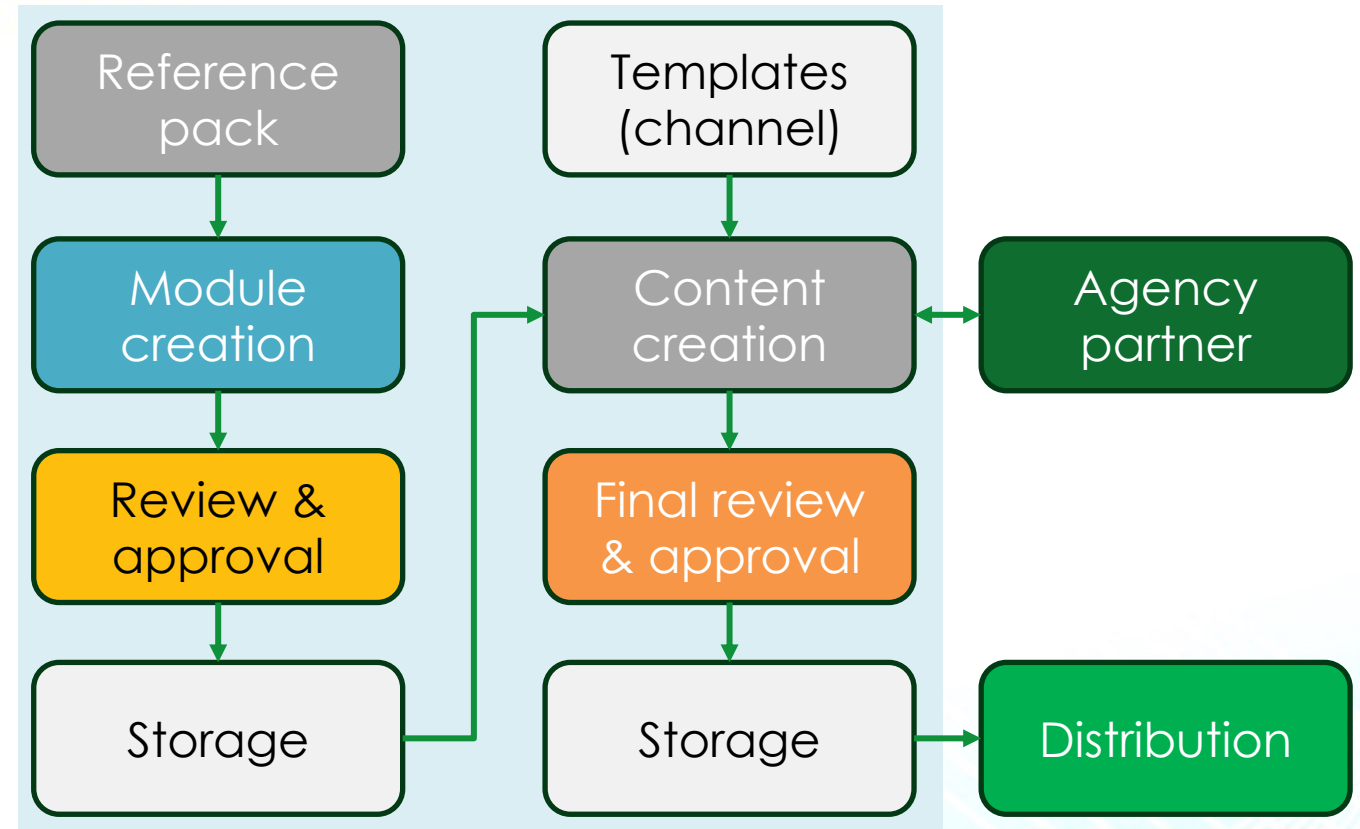 Reference
pack
Module
creation
Review &
approval
Storage
Templates
(channel)
Content
creation
Final review
& approval
Storage
Agency
partner
Distribution